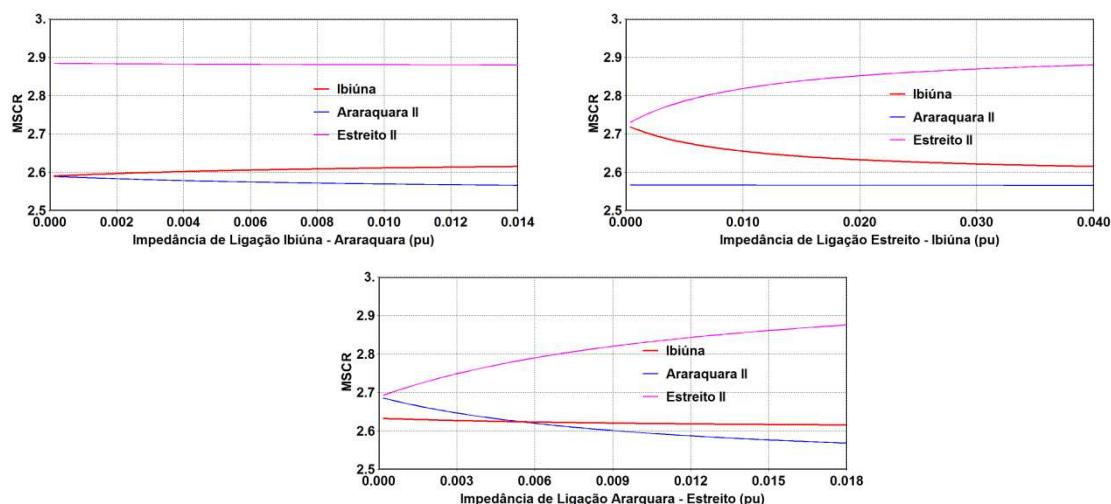 3.
2.9
2.8
2.7
2.6
2.5
MSCR
Ibiúna
Araraquara II
Estreito II
0.000 0.002 0.004 0.006 0.008 0.010 0.012 0.014
Impedância de Ligação Ibiúna - Araraquara (pu)
3.
2.9
2.8
2.7
2.6
2.5
MSCR
Ibiúna
Araraquara II
Estreito II
0.000 0.010 0.020 0.030 0.040
Impedância de Ligação Estreito - Ibiúna (pu)
3.
2.9
2.8
2.7
2.6
2.5
MSCR
Ibiúna
Araraquara II
Estreito II
0.000 0.003 0.006 0.009 0.012 0.015 0.018
Impedância de Ligação Ararquara - Estreito (pu)